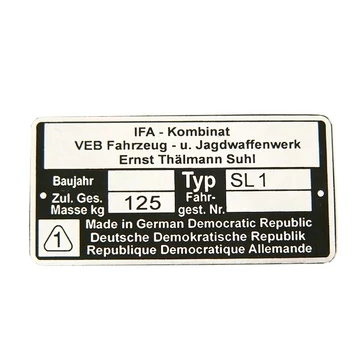 IFA - Kombinat
VEB Fahrzeug - u. Jagdwaffenwerk
Ernst Thälmann Suhl
Baujahr Typ SL 1
Zul. Ges. Masse kg 125 Fahr- gest. Nr.
1
Made in German Democratic Republic
Deutsche Demokratische Republik
Republique Democratique Allemande